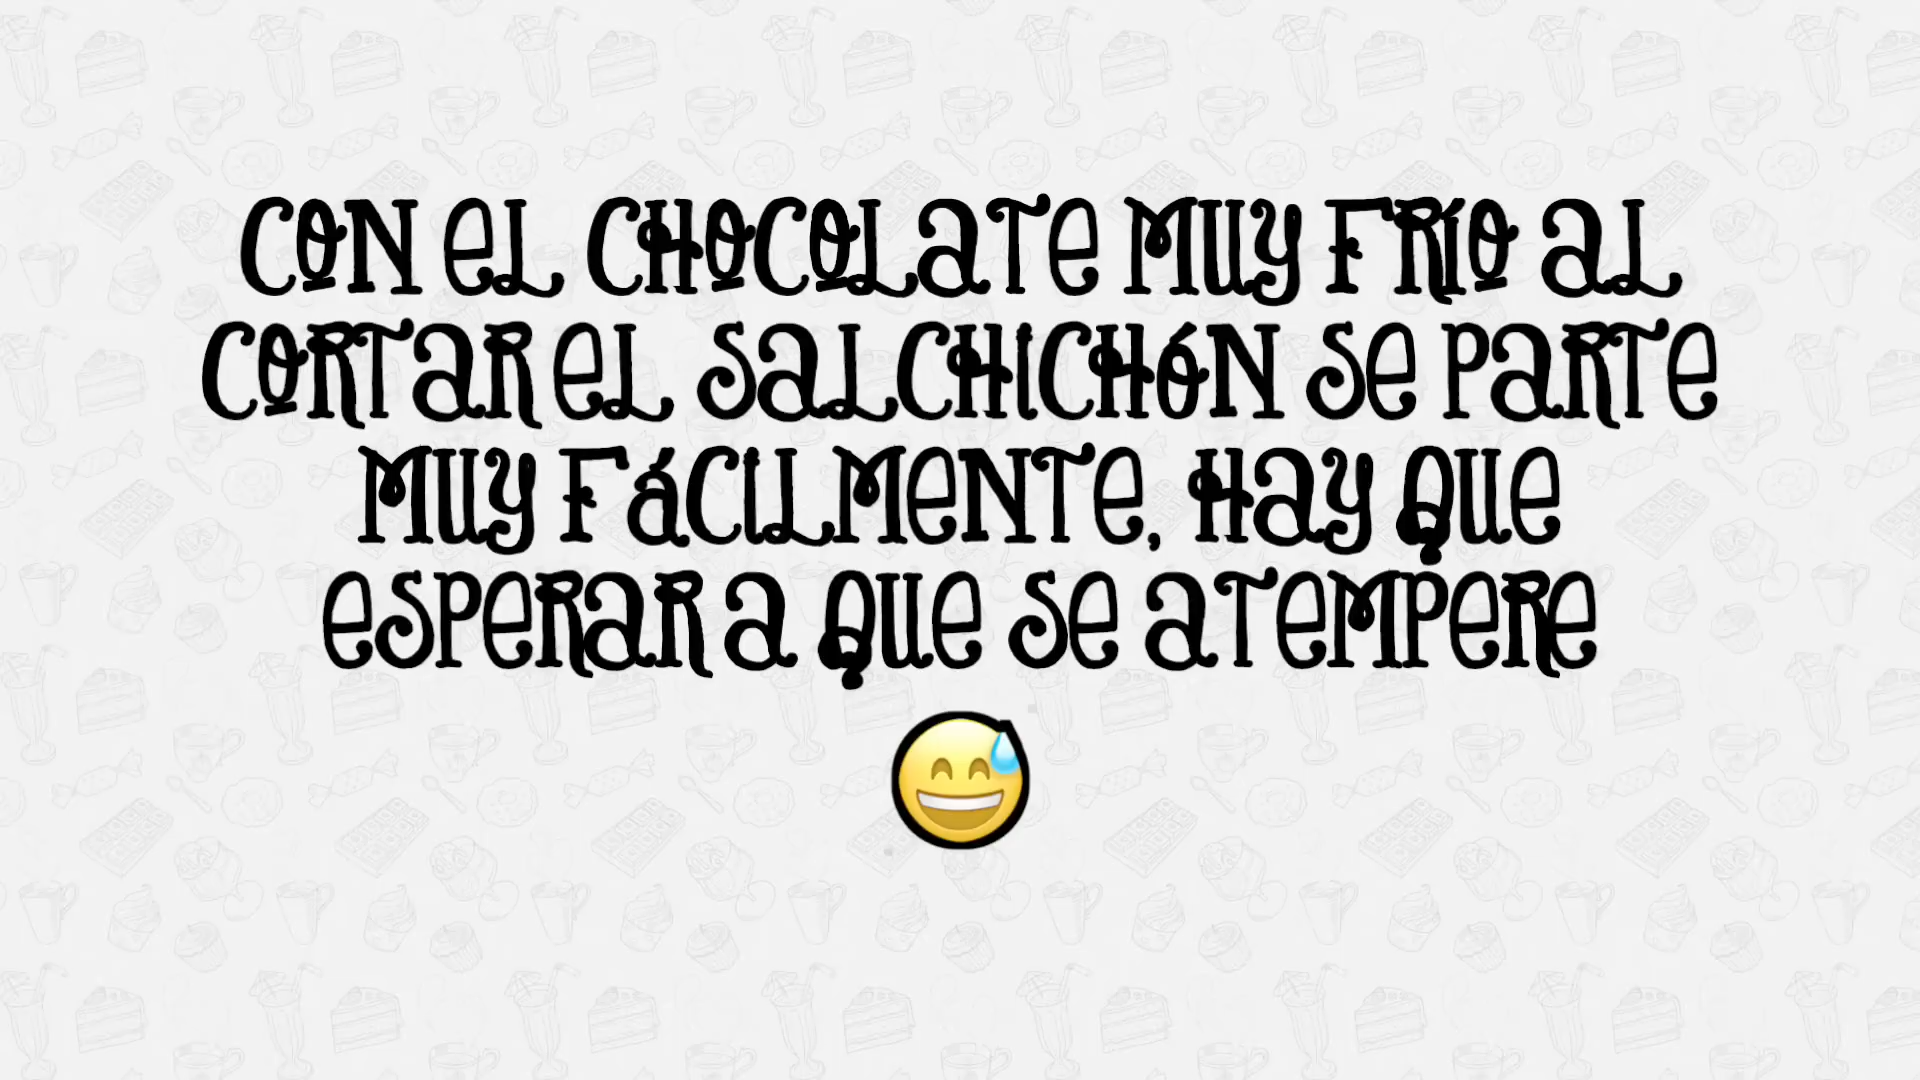 Con el chocolate muy frío al
cortar el salchichón se parte
muy fácilmente, hay que
esperar a que se atempere
😅